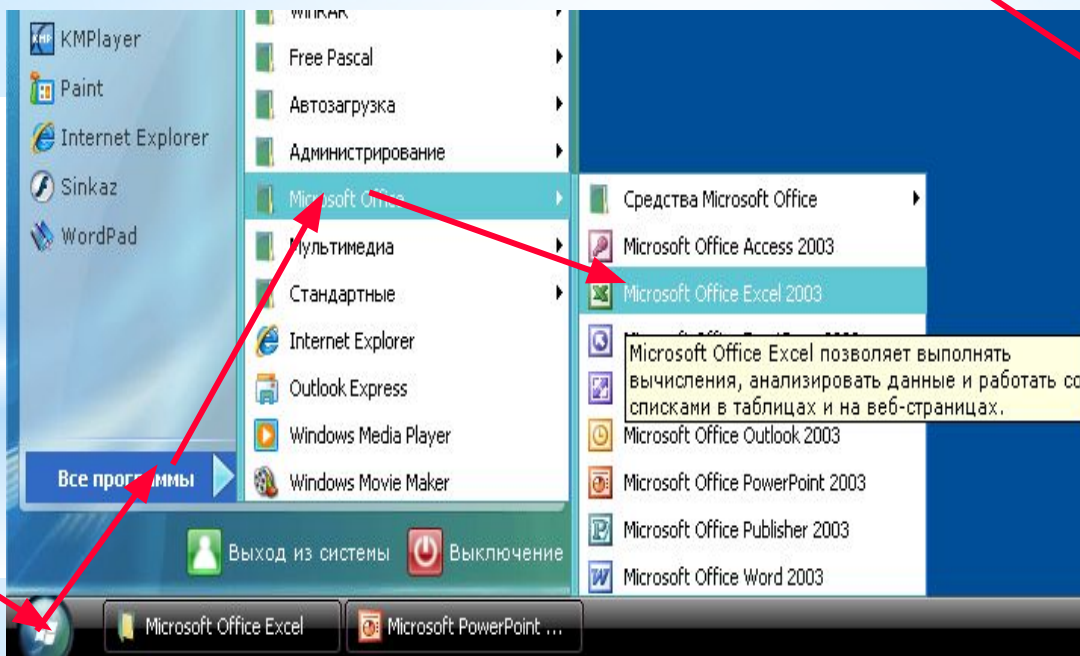 KMPlayer
Paint
Internet Explorer
Sinkaz
WordPad
Все программы
WinRAR
Free Pascal
Автозагрузка
Администрирование
Microsoft Office
Мультимедиа
Стандартные
Internet Explorer
Outlook Express
Windows Media Player
Windows Movie Maker
Средства Microsoft Office
Microsoft Office Access 2003
Microsoft Office Excel 2003
Microsoft Office Excel позволяет выполнять
вычисления, анализировать данные и работать со
списками в таблицах и на веб-страницах.
Microsoft Office Outlook 2003
Microsoft Office PowerPoint 2003
Microsoft Office Publisher 2003
Microsoft Office Word 2003
Выход из системы
Выключение
Microsoft Office Excel
Microsoft PowerPoint ...